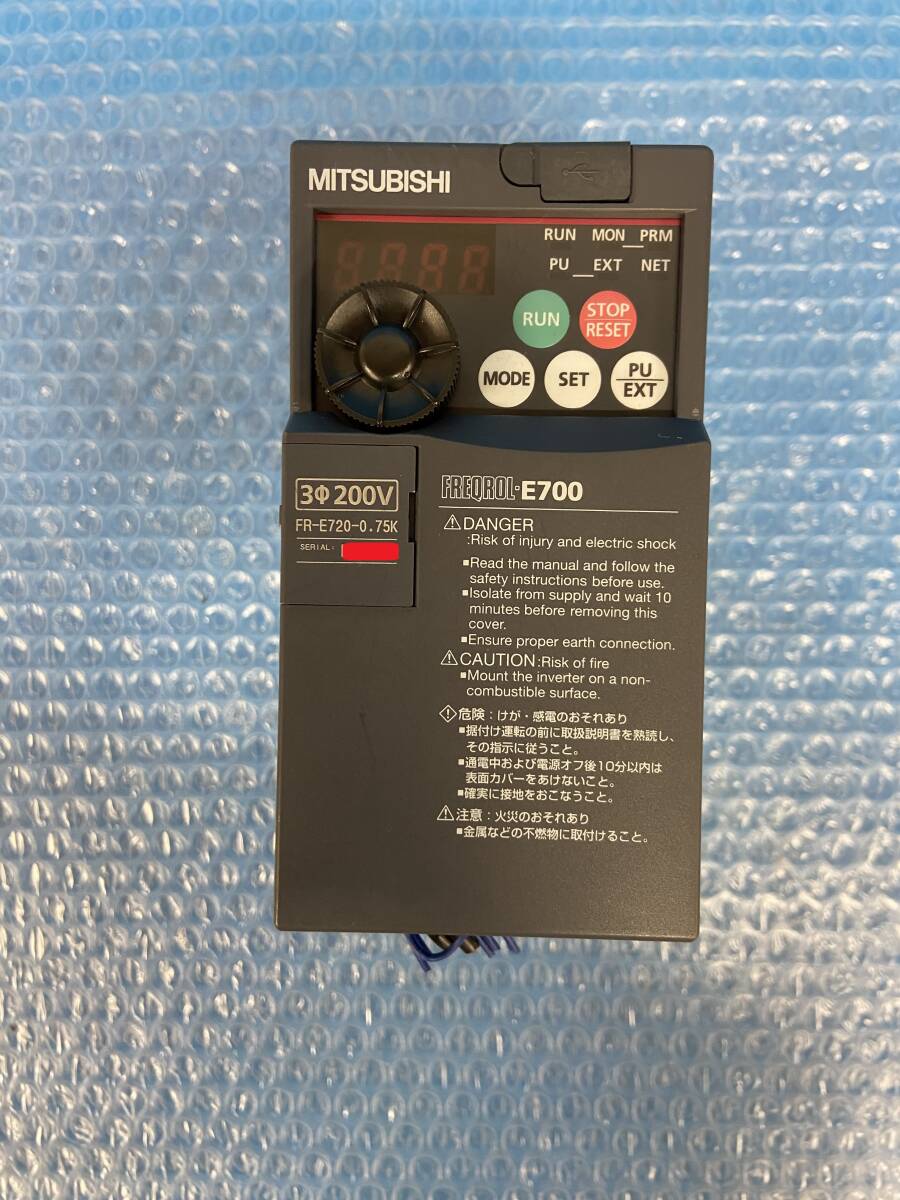 MITSUBISHI
RUN MON PRM
PU EXT NET
RUN
STOP
RESET
MODE
SET
PU
EXT
3Φ 200V
FR-E720-0.75K
SERIAL:
FREQROL-E700
⚠DANGER
:Risk of injury and electric shock
▪Read the manual and follow the
safety instructions before use.
▪Isolate from supply and wait 10
minutes before removing this
cover.
▪Ensure proper earth connection.
⚠CAUTION:Risk of fire
▪Mount the inverter on a non-
combustible surface.
危険：けが・感電のおそれあり
▪据付け運転の前に取扱説明書を熟読し、
その指示に従うこと。
▪通電中および電源オフ後10分以内は
表面カバーをあけないこと。
▪確実に接地をおこなうこと。
⚠注意：火災のおそれあり
▪金属などの不燃物に取付けること。